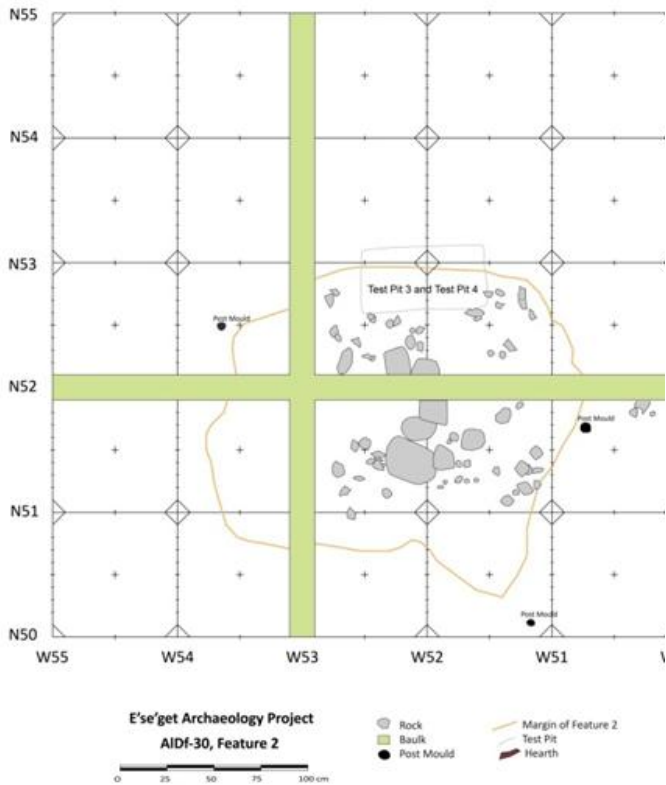 N55
N54
N53
Test Pit 3 and Test Pit 4
Post Mould
N52
Post Mould
N51
Post Mould
N50
W55 W54 W53 W52 W51
E'se'get Archaeology Project
AlDf-30, Feature 2
0 25 50 75 100 cm
Rock
Baulk
Post Mould
Margin of Feature 2
Test Pit
Hearth